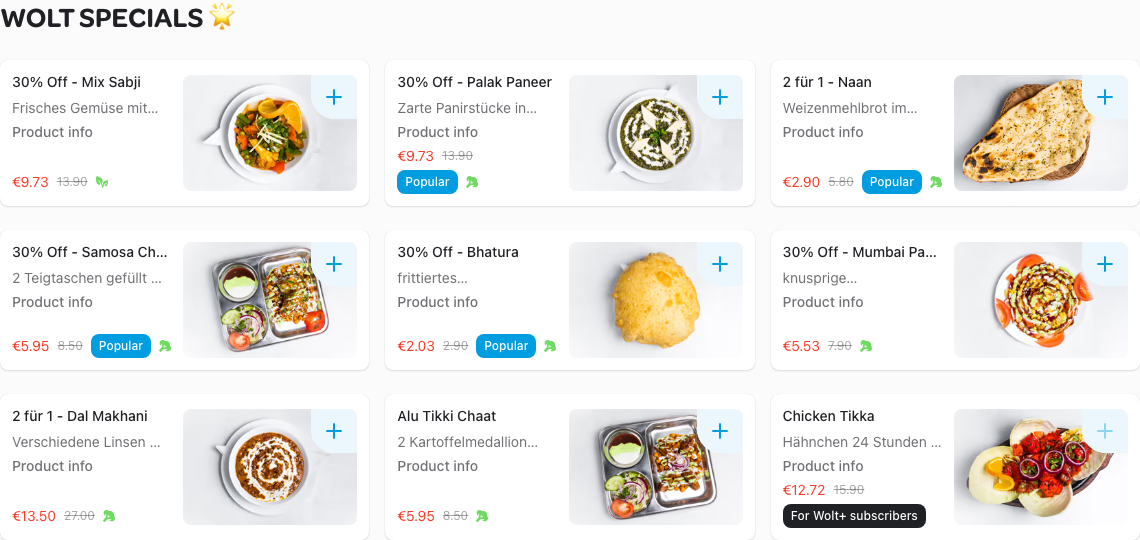 WOLT SPECIALS 🌟
30% Off - Mix Sabji
Frisches Gemüse mit...
Product info
€9.73 13.90
30% Off - Palak Paneer
Zarte Panirstücke in...
Product info
€9.73 13.90
Popular
2 für 1 - Naan
Weizenmehlbrot im...
Product info
€2.90 5.80 Popular
30% Off - Samosa Ch...
2 Teigtaschen gefüllt ...
Product info
€5.95 8.50 Popular
30% Off - Bhatura
frittiertes...
Product info
€2.03 2.90 Popular
30% Off - Mumbai Pa...
knusprige...
Product info
€5.53 7.90
2 für 1 - Dal Makhani
Verschiedene Linsen ...
Product info
€13.50 27.00
Alu Tikki Chaat
2 Kartoffelmedallion...
Product info
€5.95 8.50
Chicken Tikka
Hähnchen 24 Stunden ...
Product info
€12.72 15.90
For Wolt+ subscribers